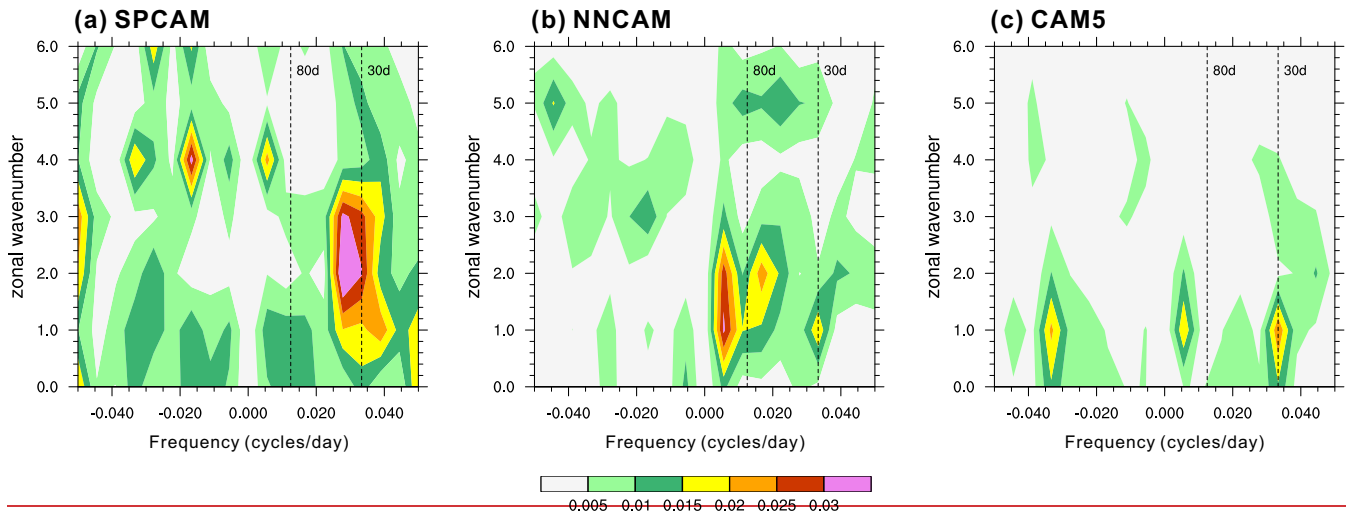 (a) SPCAM
(b) NNCAM
(c) CAM5
6.0
5.0
4.0
3.0
2.0
1.0
0.0
zonal wavenumber
80d
30d
-0.040
-0.020
0.000
0.020
0.040
Frequency (cycles/day)
6.0
5.0
4.0
3.0
2.0
1.0
0.0
zonal wavenumber
80d
30d
-0.040
-0.020
0.000
0.020
0.040
Frequency (cycles/day)
6.0
5.0
4.0
3.0
2.0
1.0
0.0
zonal wavenumber
80d
30d
-0.040
-0.020
0.000
0.020
0.040
Frequency (cycles/day)
0.005 0.01 0.015 0.02 0.025 0.03